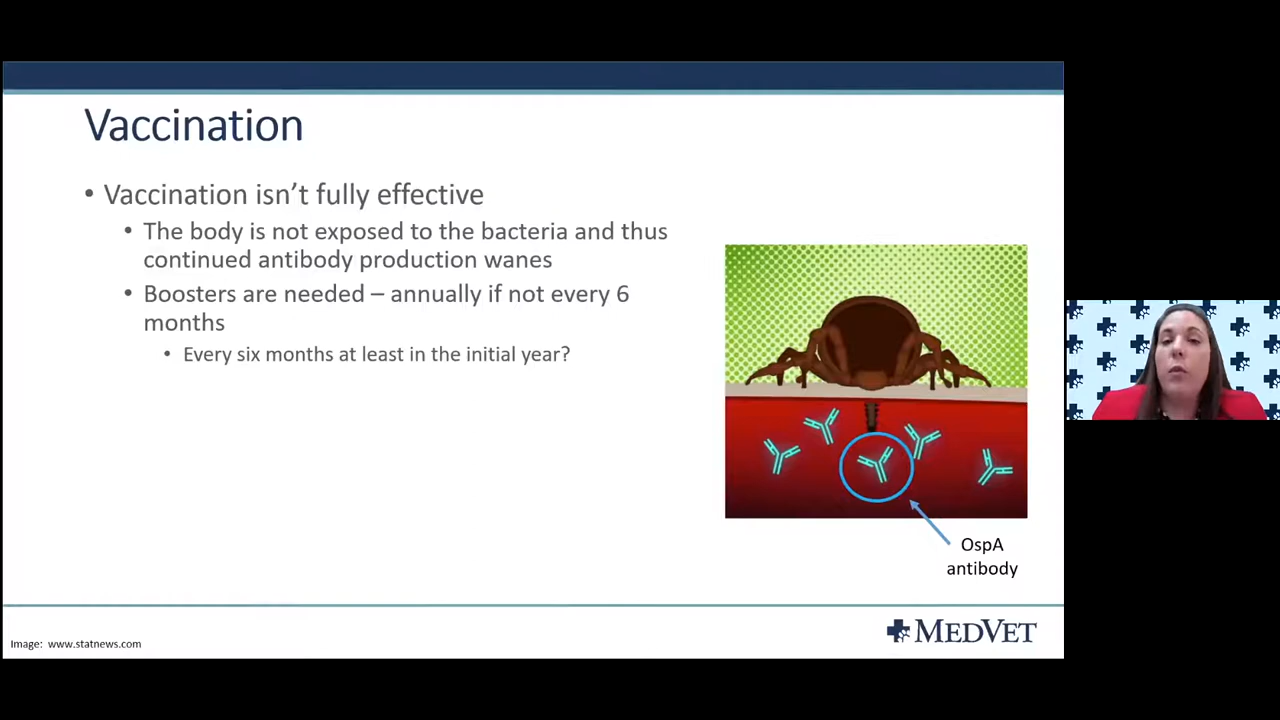 Vaccination
• Vaccination isn’t fully effective
• The body is not exposed to the bacteria and thus
continued antibody production wanes
• Boosters are needed – annually if not every 6
months
• Every six months at least in the initial year?
OspA
antibody
Image: www.statnews.com
MEDVET